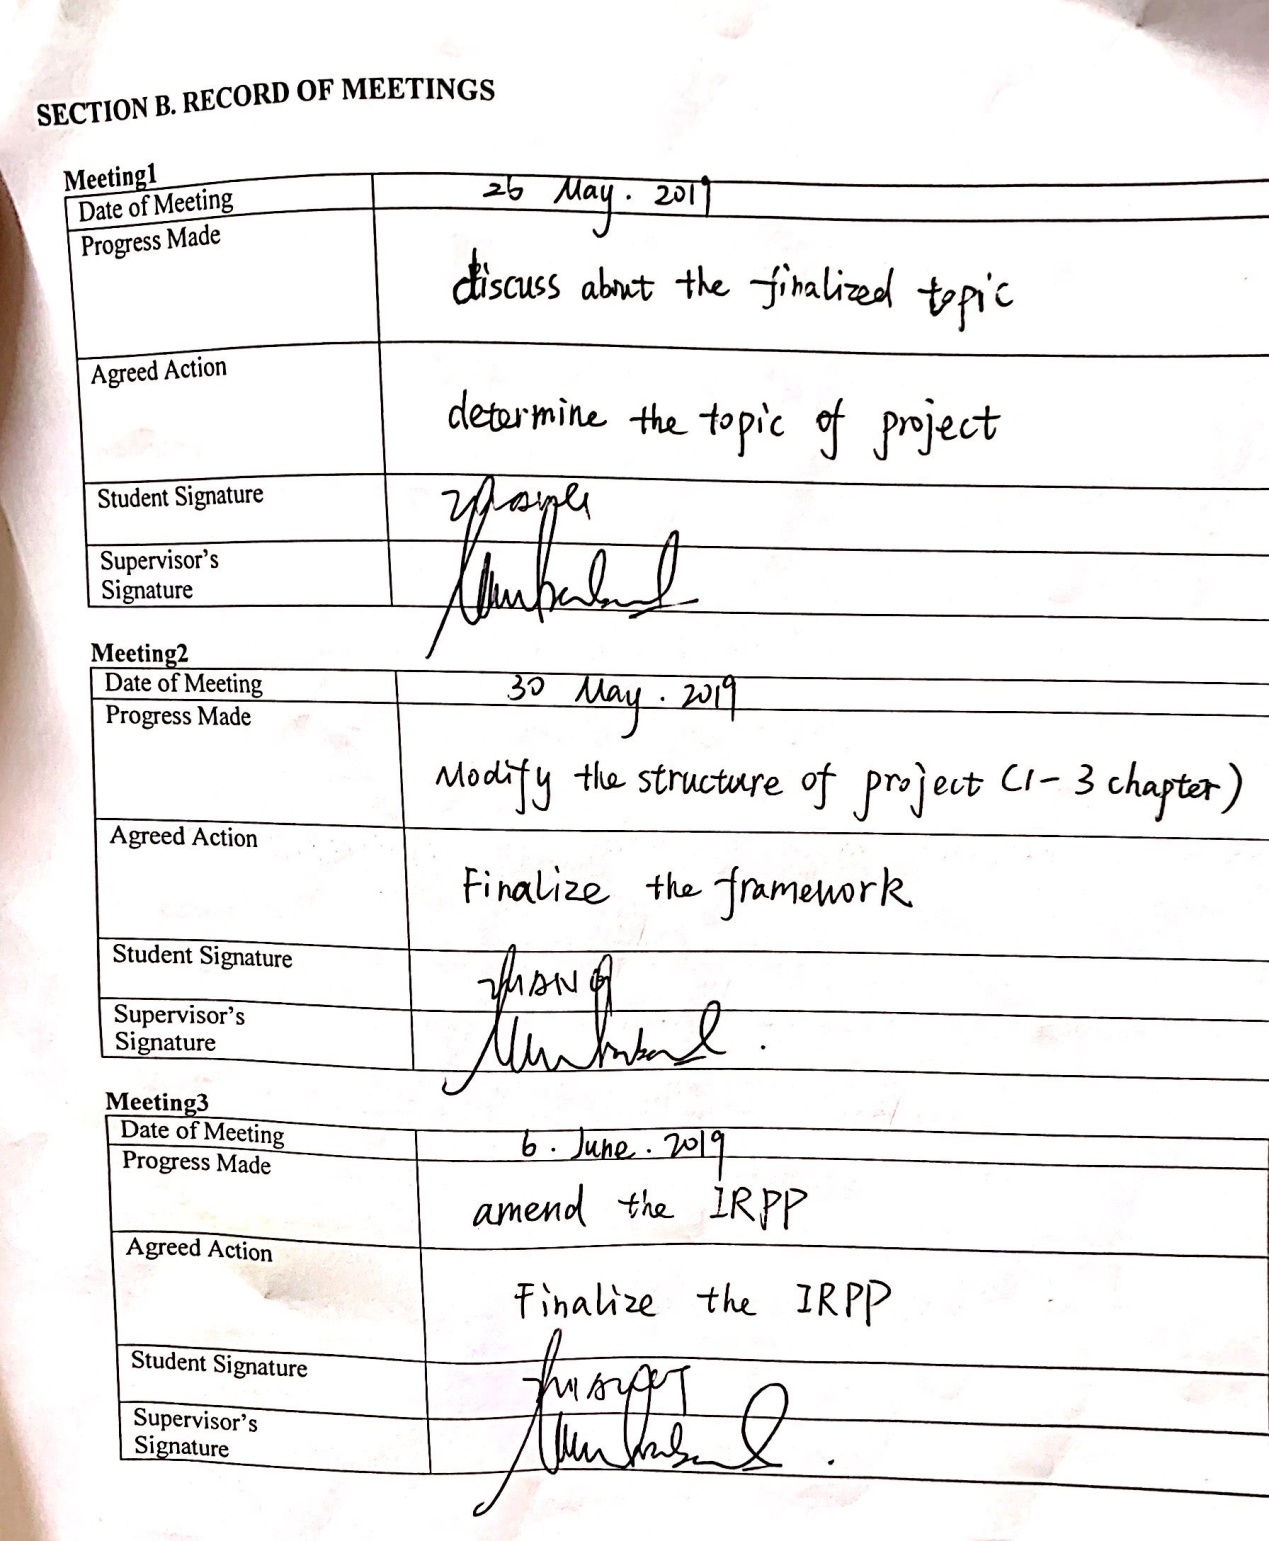 SECTION B. RECORD OF MEETINGS
Meeting1
Date of Meeting 26 May. 2019
Progress Made
discuss about the finalized topic
Agreed Action
determine the topic of project
Student Signature
Supervisor's
Signature
Meeting2
Date of Meeting 30 May. 2019
Progress Made
Modify the structure of project (1-3 chapter)
Agreed Action
Finalize the framework
Student Signature
Supervisor's
Signature
Meeting3
Date of Meeting 6. June. 2019
Progress Made
amend the IRPP
Agreed Action
Finalize the IRPP
Student Signature
Supervisor's
Signature